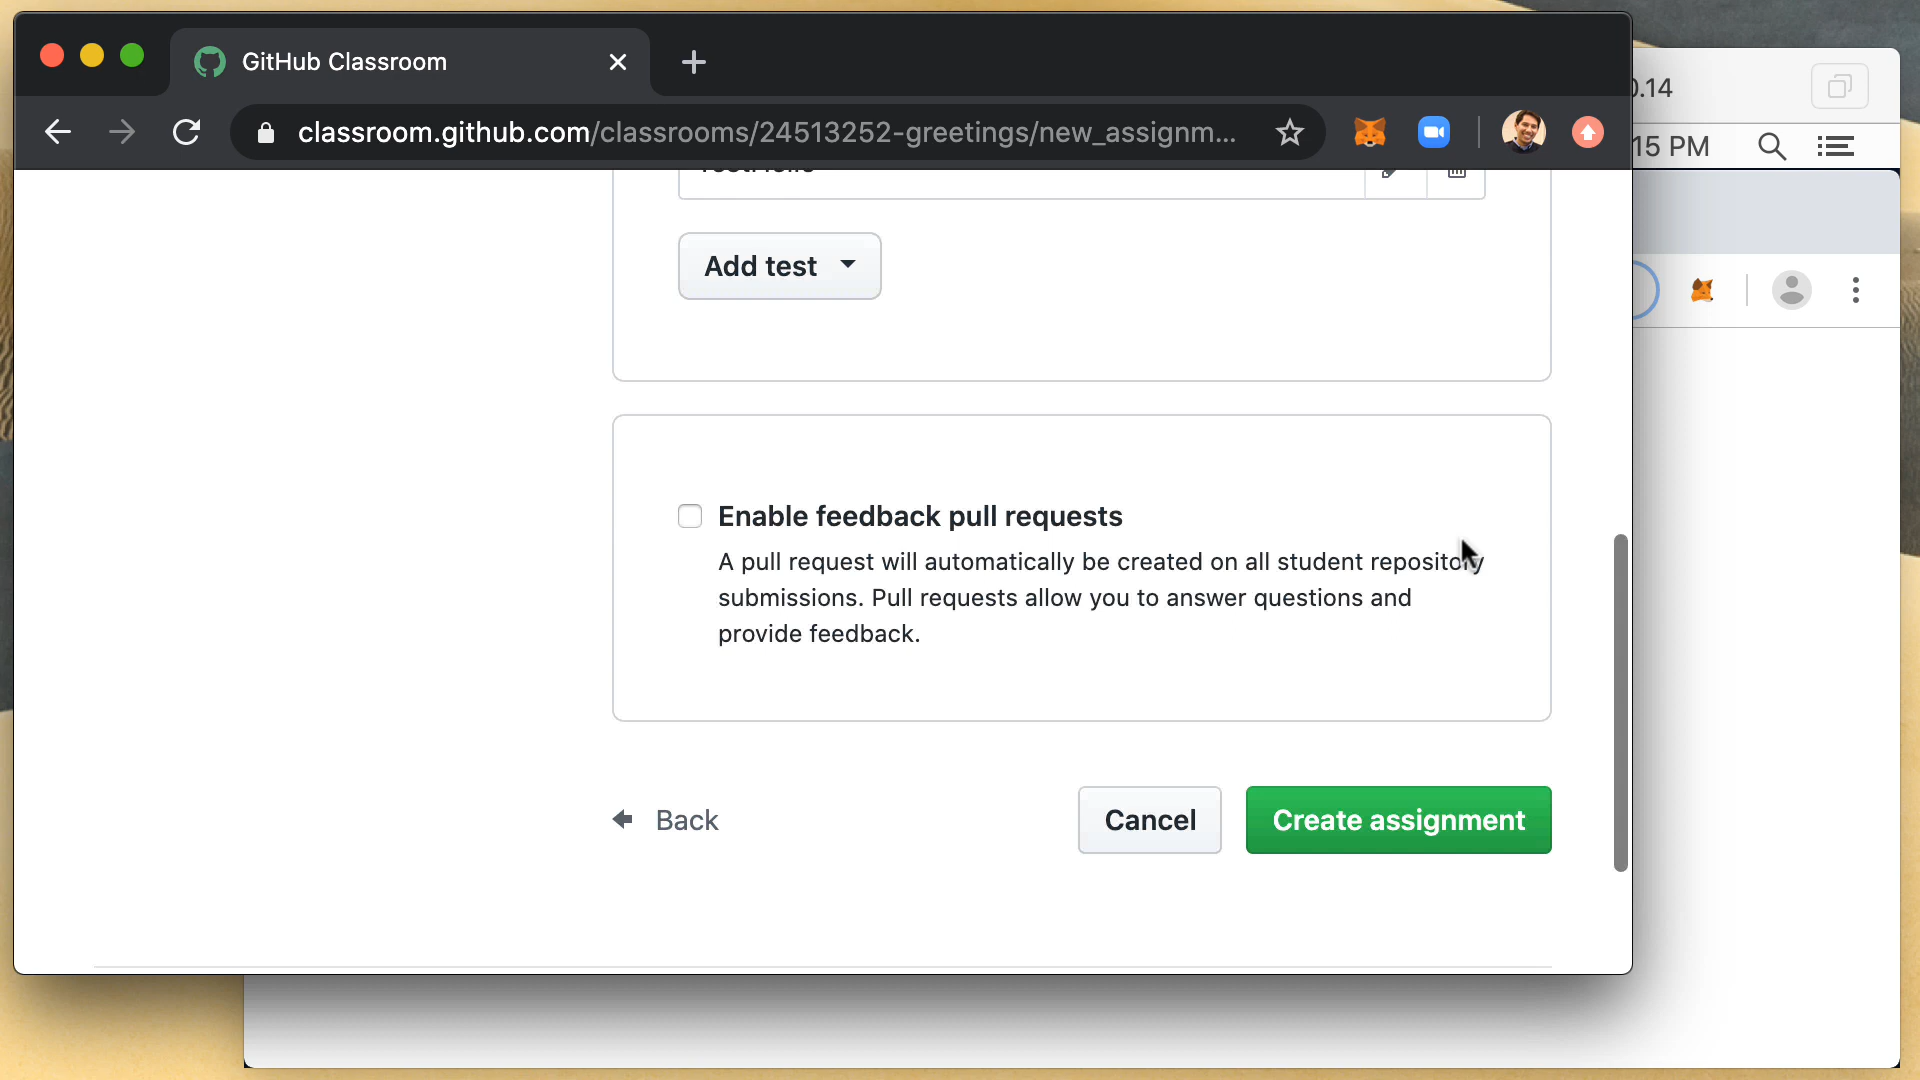 GitHub Classroom
classroom.github.com/classrooms/24513252-greetings/new_assignm...
0.14
15 PM
Add test
Enable feedback pull requests
A pull request will automatically be created on all student repository
submissions. Pull requests allow you to answer questions and
provide feedback.
Back
Cancel
Create assignment